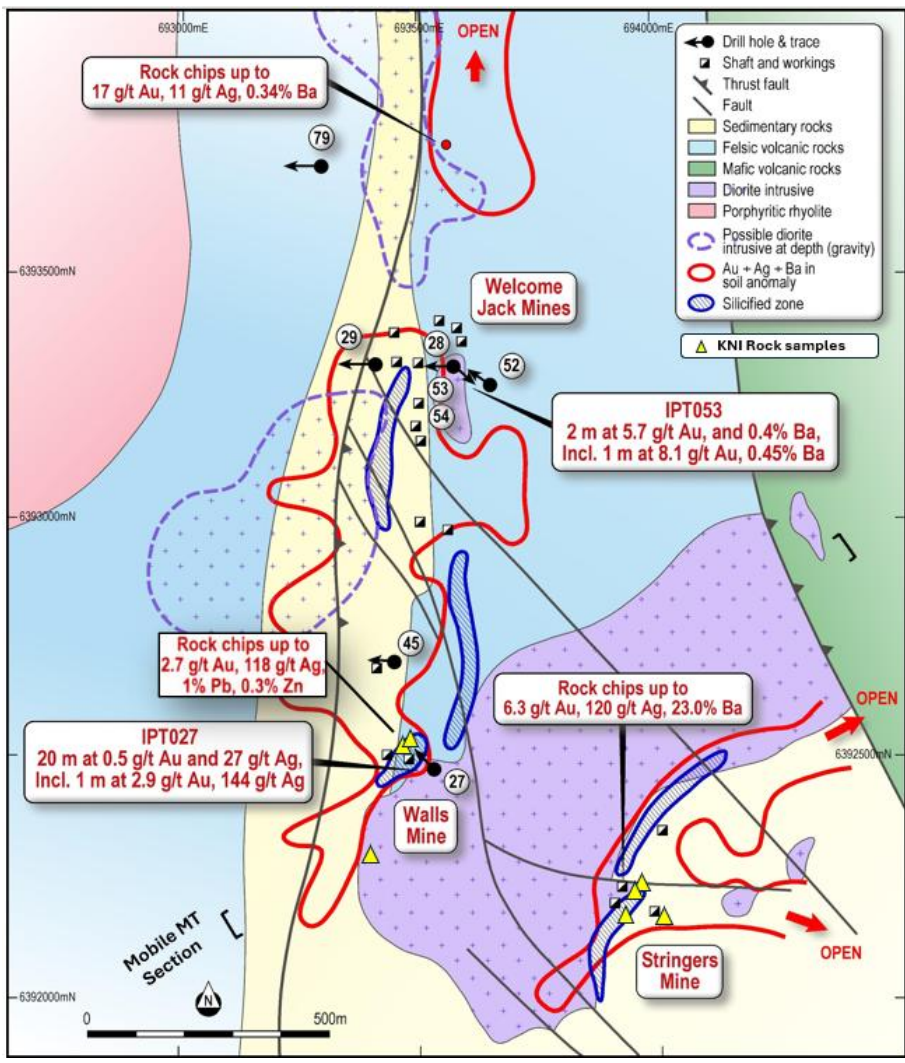 693000mE
693500mE
694000mE
OPEN
Rock chips up to
17 g/t Au, 11 g/t Ag, 0.34% Ba
79
Drill hole & trace
Shaft and workings
Thrust fault
Fault
Sedimentary rocks
Felsic volcanic rocks
Mafic volcanic rocks
Diorite intrusive
Porphyritic rhyolite
Possible diorite
intrusive at depth (gravity)
Au + Ag + Ba in
soil anomaly
Silicified zone
KNI Rock samples
6393500mN
Welcome
Jack Mines
29
28
52
53
54
IPT053
2 m at 5.7 g/t Au, and 0.4% Ba,
Incl. 1 m at 8.1 g/t Au, 0.45% Ba
6393000mN
45
Rock chips up to
2.7 g/t Au, 118 g/t Ag,
1% Pb, 0.3% Zn
Rock chips up to
6.3 g/t Au, 120 g/t Ag, 23.0% Ba
OPEN
IPT027
20 m at 0.5 g/t Au and 27 g/t Ag,
Incl. 1 m at 2.9 g/t Au, 144 g/t Ag
27
6392500mN
Walls
Mine
Mobile MT
Section
Stringers
Mine
OPEN
N
6392000mN
0
500m